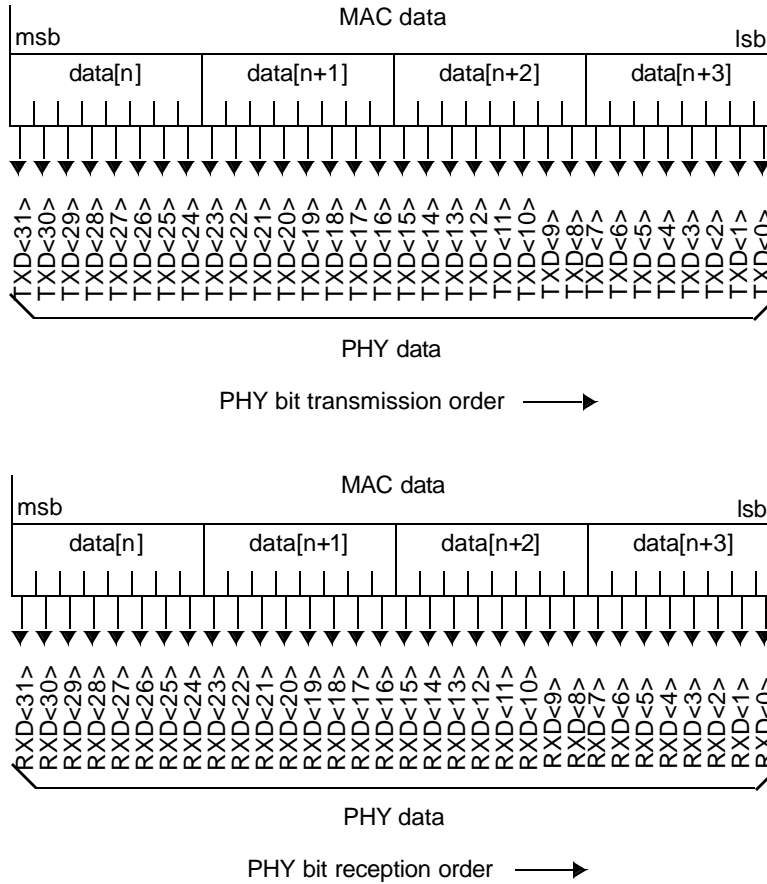 MAC data
msb lsb
data[n] data[n+1] data[n+2] data[n+3]
TXD<31> TXD<30> TXD<29> TXD<28> TXD<27> TXD<26> TXD<25> TXD<24> TXD<23> TXD<22> TXD<21> TXD<20> TXD<19> TXD<18> TXD<17> TXD<16> TXD<15> TXD<14> TXD<13> TXD<12> TXD<11> TXD<10> TXD<9> TXD<8> TXD<7> TXD<6> TXD<5> TXD<4> TXD<3> TXD<2> TXD<1> TXD<0>
PHY data
PHY bit transmission order
MAC data
msb lsb
data[n] data[n+1] data[n+2] data[n+3]
RXD<31> RXD<30> RXD<29> RXD<28> RXD<27> RXD<26> RXD<25> RXD<24> RXD<23> RXD<22> RXD<21> RXD<20> RXD<19> RXD<18> RXD<17> RXD<16> RXD<15> RXD<14> RXD<13> RXD<12> RXD<11> RXD<10> RXD<9> RXD<8> RXD<7> RXD<6> RXD<5> RXD<4> RXD<3> RXD<2> RXD<1> RXD<0>
PHY data
PHY bit reception order